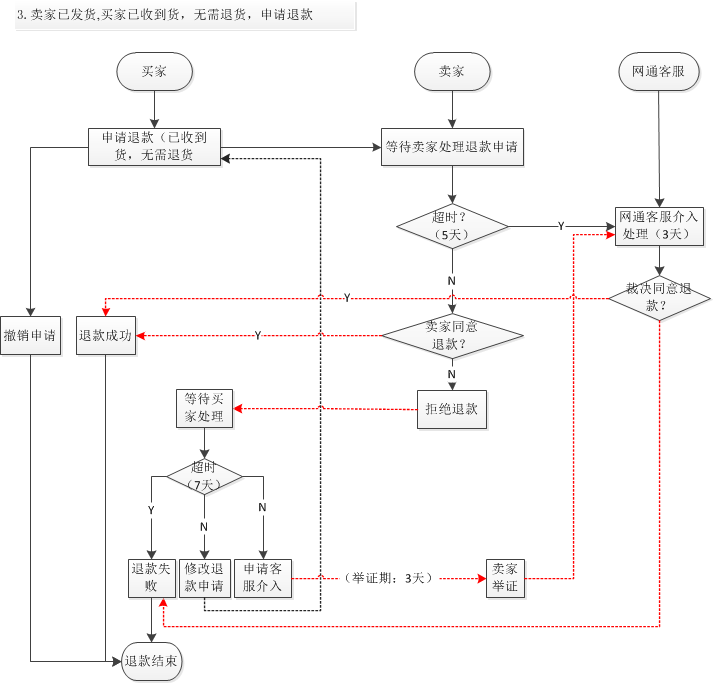 3. 卖家已发货,买家已收到货，无需退货，申请退款
买家
卖家
网通客服
申请退款（已收到
货，无需退货
等待卖家处理退款申请
超时？
（5天）
Y
网通客服介入
处理（3天）
N
裁决同意退
款？
Y
撤销申请
退款成功
Y
卖家同意
退款？
N
等待买
家处理
拒绝退款
超时
（7天）
Y
N
N
退款失
败
修改退
款申请
申请客
服介入
（举证期：3天）
卖家
举证
退款结束